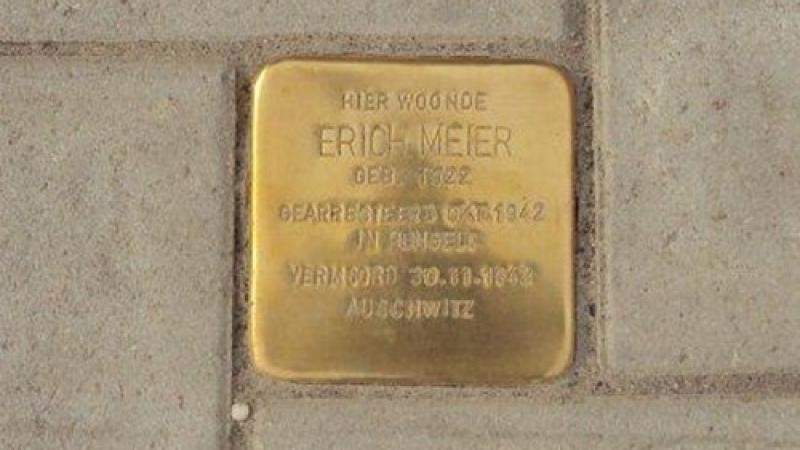 HIER WOONDE
ERICH MEIER
GEB. 1922
GEARRESTEERD OKT.1942
IN HENGELO
VERMOORD 30.11.1942
AUSCHWITZ